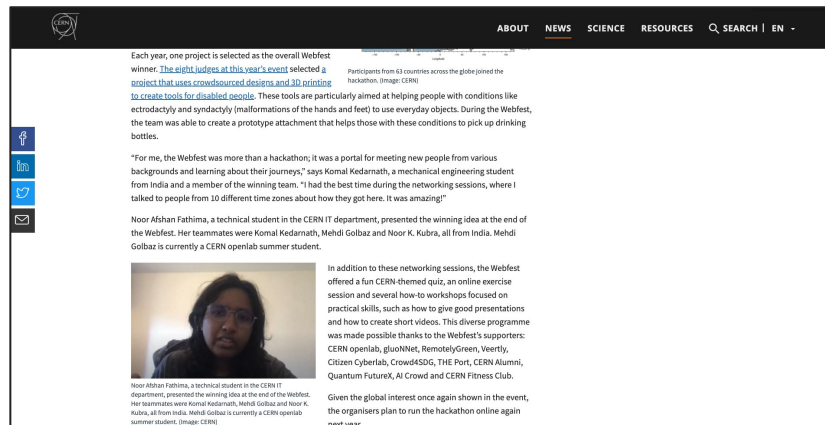 CERN
ABOUT NEWS SCIENCE RESOURCES SEARCH | EN
Each year, one project is selected as the overall Webfest
winner. The eight judges at this year's event selected a
project that uses crowdsourced designs and 3D printing
to create tools for disabled people. These tools are particularly aimed at helping people with conditions like
ectrodactyly and syndactyly (malformations of the hands and feet) to use everyday objects. During the Webfest,
the team was able to create a prototype attachment that helps those with these conditions to pick up drinking
bottles.
Longitude
Participants from 63 countries across the globe joined the
hackathon. (Image: CERN)
"For me, the Webfest was more than a hackathon; it was a portal for meeting new people from various
backgrounds and learning about their journeys," says Komal Kedarnath, a mechanical engineering student
from India and a member of the winning team. "I had the best time during the networking sessions, where I
talked to people from 10 different time zones about how they got here. It was amazing!"
Noor Afshan Fathima, a technical student in the CERN IT department, presented the winning idea at the end of
the Webfest. Her teammates were Komal Kedarnath, Mehdi Golbaz and Noor K. Kubra, all from India. Mehdi
Golbaz is currently a CERN openlab summer student.
In addition to these networking sessions, the Webfest
offered a fun CERN-themed quiz, an online exercise
session and several how-to workshops focused on
practical skills, such as how to give good presentations
and how to create short videos. This diverse programme
was made possible thanks to the Webfest's supporters:
CERN openlab, gluoNNet, RemotelyGreen, Veertly,
Citizen Cyberlab, Crowd4SDG, THE Port, CERN Alumni,
Quantum FutureX, AI Crowd and CERN Fitness Club.
Given the global interest once again shown in the event,
the organisers plan to run the hackathon online again
next year.
Noor Afshan Fathima, a technical student in the CERN IT
department, presented the winning idea at the end of the Webfest.
Her teammates were Komal Kedarnath, Mehdi Golbaz and Noor K.
Kubra, all from India. Mehdi Golbaz is currently a CERN openlab
summer student. (Image: CERN)